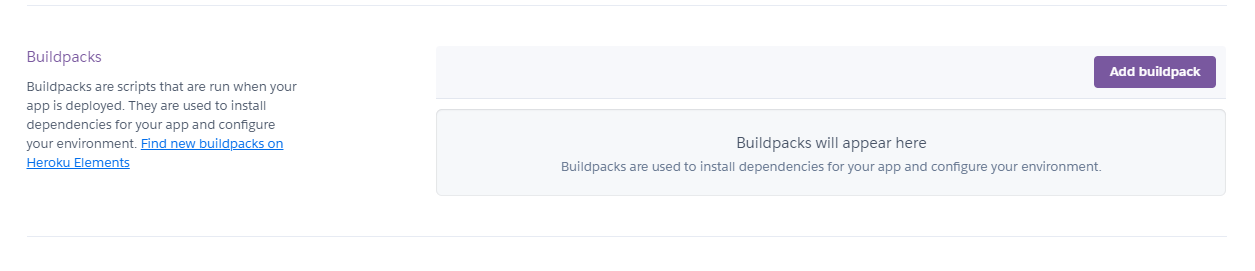 Buildpacks
Buildpacks are scripts that are run when your
app is deployed. They are used to install
dependencies for your app and configure
your environment. Find new buildpacks on
Heroku Elements
Add buildpack
Buildpacks will appear here
Buildpacks are used to install dependencies for your app and configure your environment.